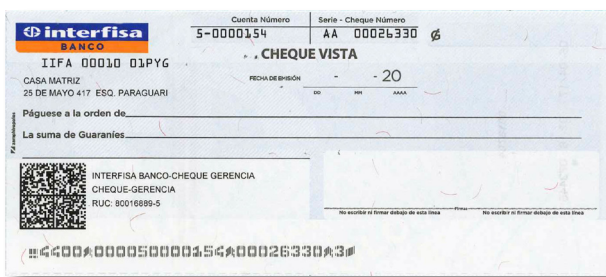 interfisa
BANCO
IIFA 00010 01PYG
CASA MATRIZ
25 DE MAYO 417 ESQ. PARAGUARI
Cuenta Número
5-0000154
Serie - Cheque Número
AA 00026330
CHEQUE VISTA
FECHA DE EMISIÓN - - 20
DD MM AAAA
Páguese a la orden de
La suma de Guaraníes
INTERFISA BANCO-CHEQUE GERENCIA
CHEQUE-GERENCIA
RUC: 80016889-5
Firma
No escribir ni firmar debajo de esta línea No escribir ni firmar debajo de esta línea